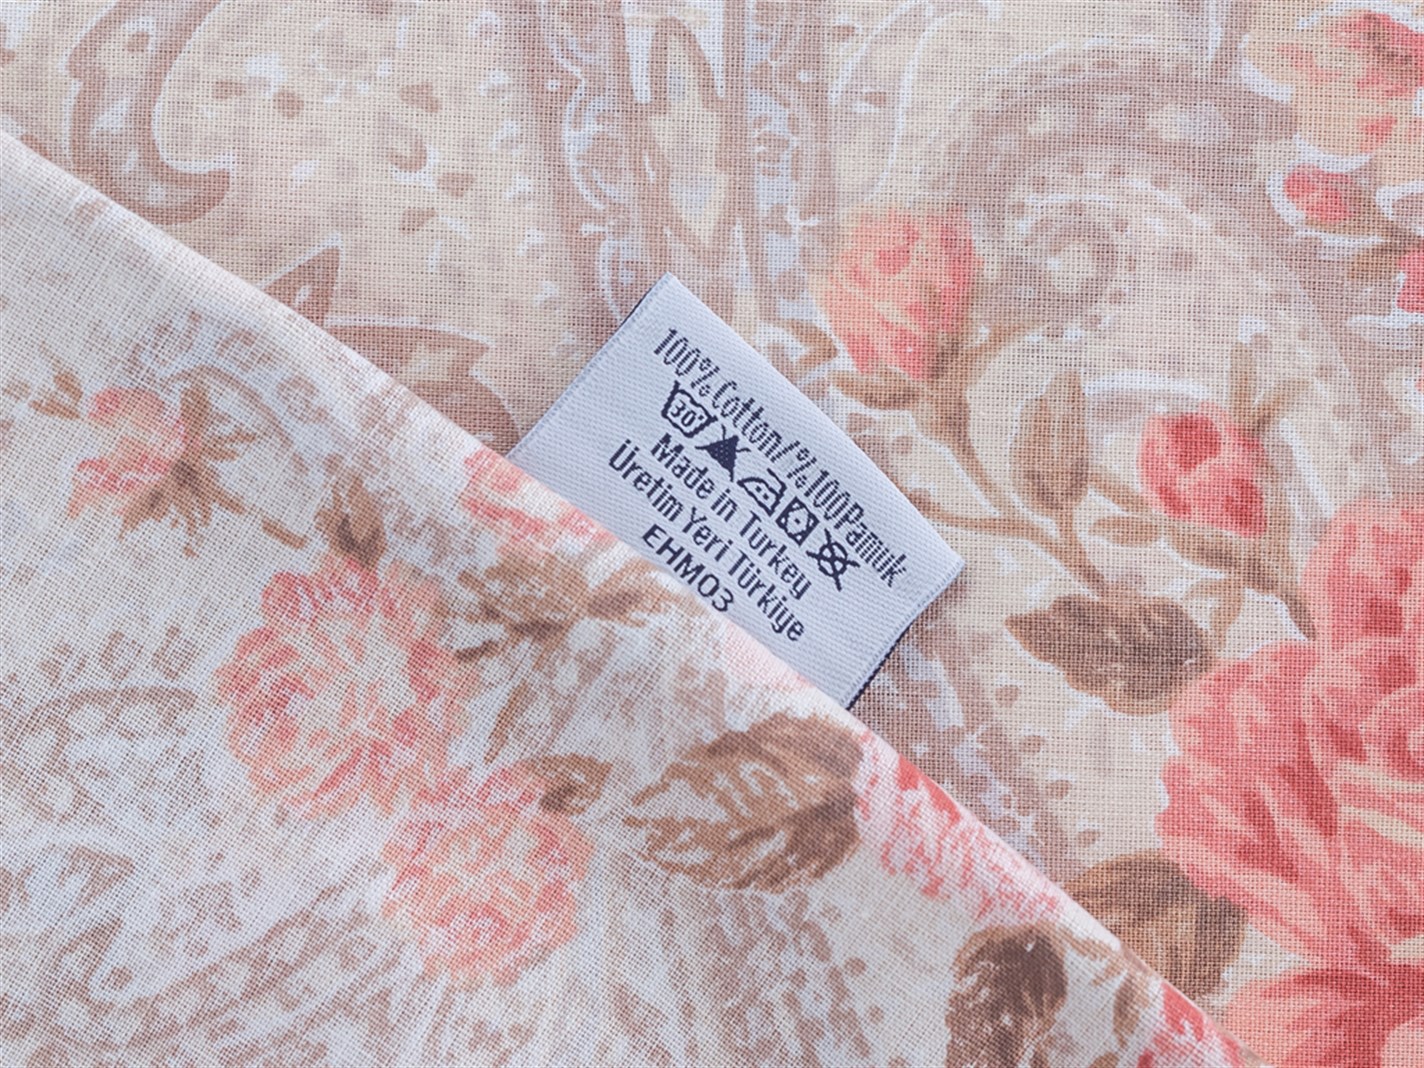 100%Cotton/%100Pamuk
30°
Made in Turkey
Üretim Yeri Türkiye
EHM03